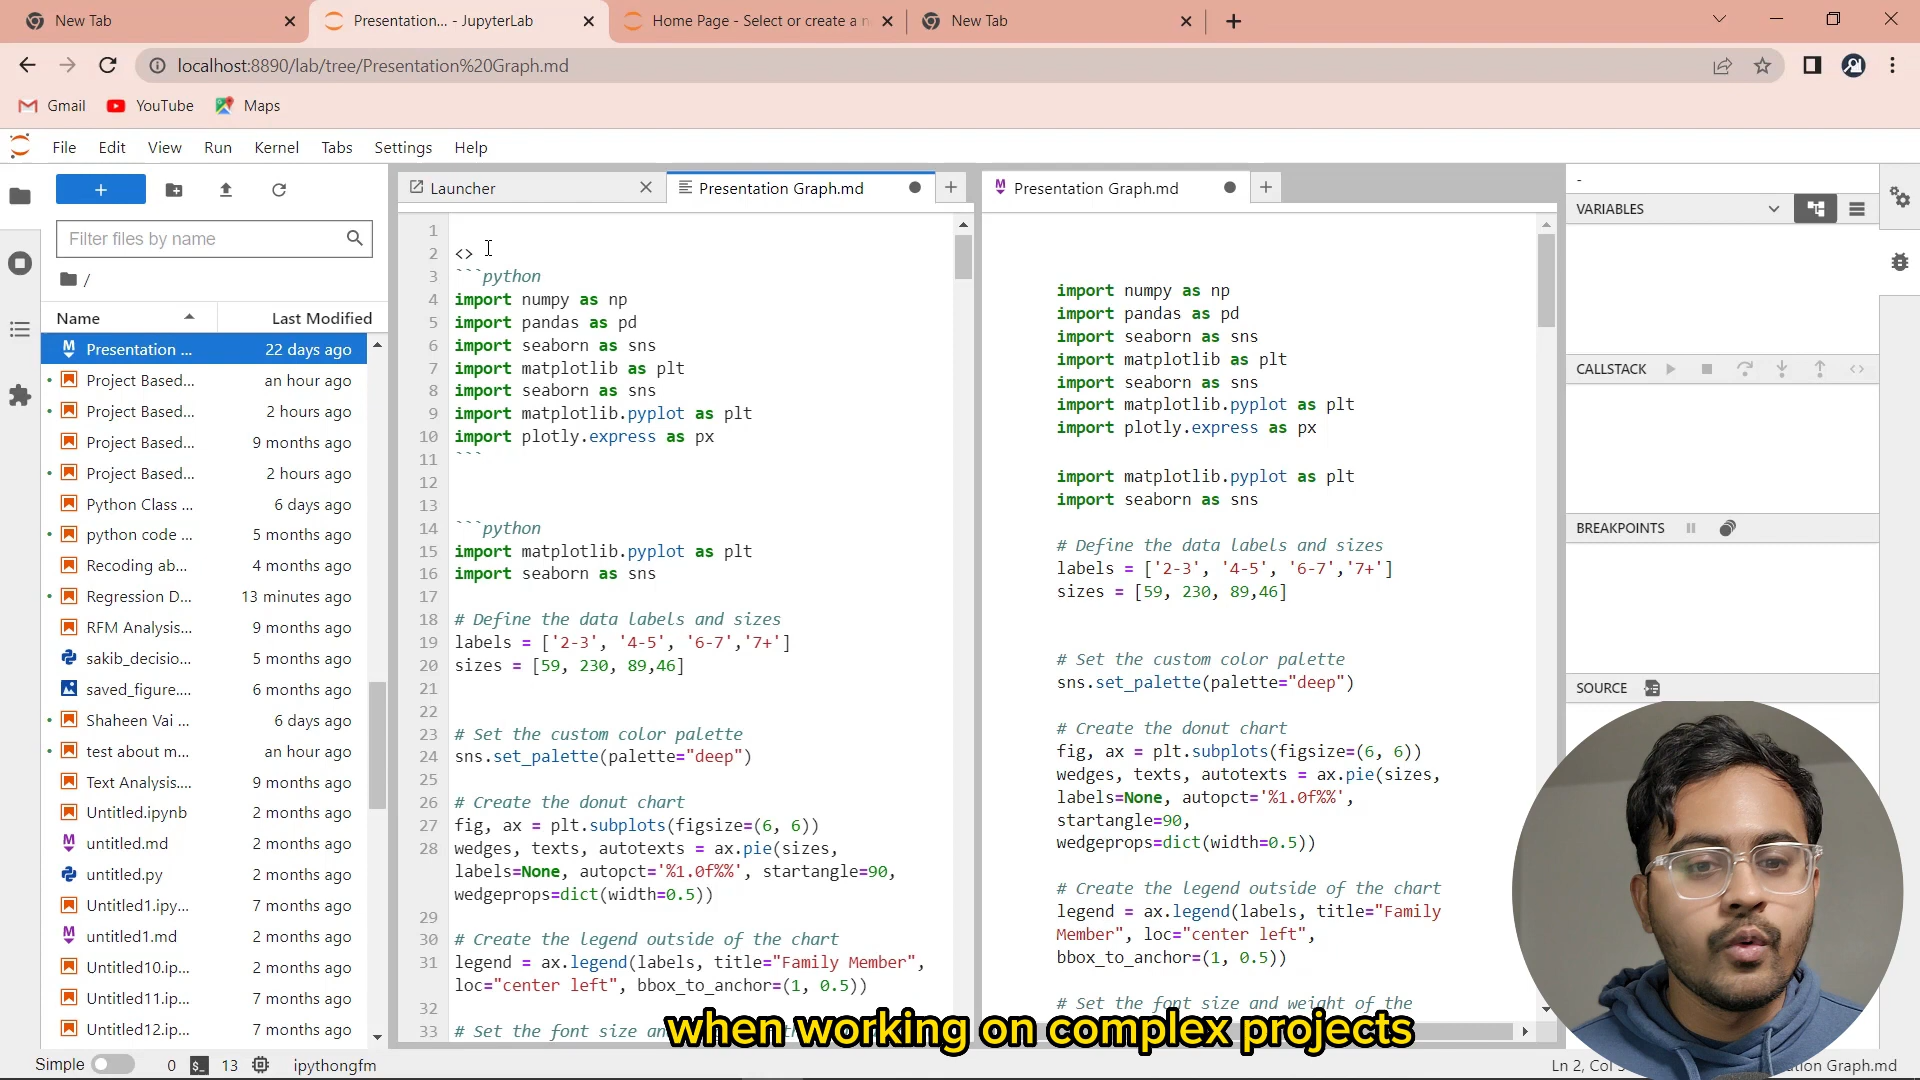 New Tab
Presentation... - JupyterLab
Home Page - Select or create a n
New Tab
localhost:8890/lab/tree/Presentation%20Graph.md
Gmail
YouTube
Maps
File Edit View Run Kernel Tabs Settings Help
Filter files by name
/
Name Last Modified
Presentation ... 22 days ago
Project Based... an hour ago
Project Based... 2 hours ago
Project Based... 9 months ago
Project Based... 2 hours ago
Python Class ... 6 days ago
python code ... 5 months ago
Recoding ab... 4 months ago
Regression D... 13 minutes ago
RFM Analysis... 9 months ago
sakib_decisio... 5 months ago
saved_figure.... 6 months ago
Shaheen Vai ... 6 days ago
test about m... an hour ago
Text Analysis.... 9 months ago
Untitled.ipynb 2 months ago
untitled.md 2 months ago
untitled.py 2 months ago
Untitled1.ipy... 7 months ago
untitled1.md 2 months ago
Untitled10.ip... 2 months ago
Untitled11.ip... 7 months ago
Untitled12.ip... 7 months ago
Launcher
Presentation Graph.md
1
2 <>
3 ```python
4 import numpy as np
5 import pandas as pd
6 import seaborn as sns
7 import matplotlib as plt
8 import seaborn as sns
9 import matplotlib.pyplot as plt
10 import plotly.express as px
11 ```
12
13
14 ```python
15 import matplotlib.pyplot as plt
16 import seaborn as sns
17
18 # Define the data labels and sizes
19 labels = ['2-3', '4-5', '6-7','7+']
20 sizes = [59, 230, 89,46]
21
22
23 # Set the custom color palette
24 sns.set_palette(palette="deep")
25
26 # Create the donut chart
27 fig, ax = plt.subplots(figsize=(6, 6))
28 wedges, texts, autotexts = ax.pie(sizes,
labels=None, autopct='%1.0f%%', startangle=90,
wedgeprops=dict(width=0.5))
29
30 # Create the legend outside of the chart
31 legend = ax.legend(labels, title="Family Member",
loc="center left", bbox_to_anchor=(1, 0.5))
32
33 # Set the font size an
Presentation Graph.md
import numpy as np
import pandas as pd
import seaborn as sns
import matplotlib as plt
import seaborn as sns
import matplotlib.pyplot as plt
import plotly.express as px
import matplotlib.pyplot as plt
import seaborn as sns
# Define the data labels and sizes
labels = ['2-3', '4-5', '6-7','7+']
sizes = [59, 230, 89,46]
# Set the custom color palette
sns.set_palette(palette="deep")
# Create the donut chart
fig, ax = plt.subplots(figsize=(6, 6))
wedges, texts, autotexts = ax.pie(sizes,
labels=None, autopct='%1.0f%%',
startangle=90,
wedgeprops=dict(width=0.5))
# Create the legend outside of the chart
legend = ax.legend(labels, title="Family
Member", loc="center left",
bbox_to_anchor=(1, 0.5))
# Set the font size and weight of the
-
VARIABLES
CALLSTACK
BREAKPOINTS
SOURCE
when working on complex projects
Simple 0 13 ipythongfm
Ln 2, Col
tion Graph.md